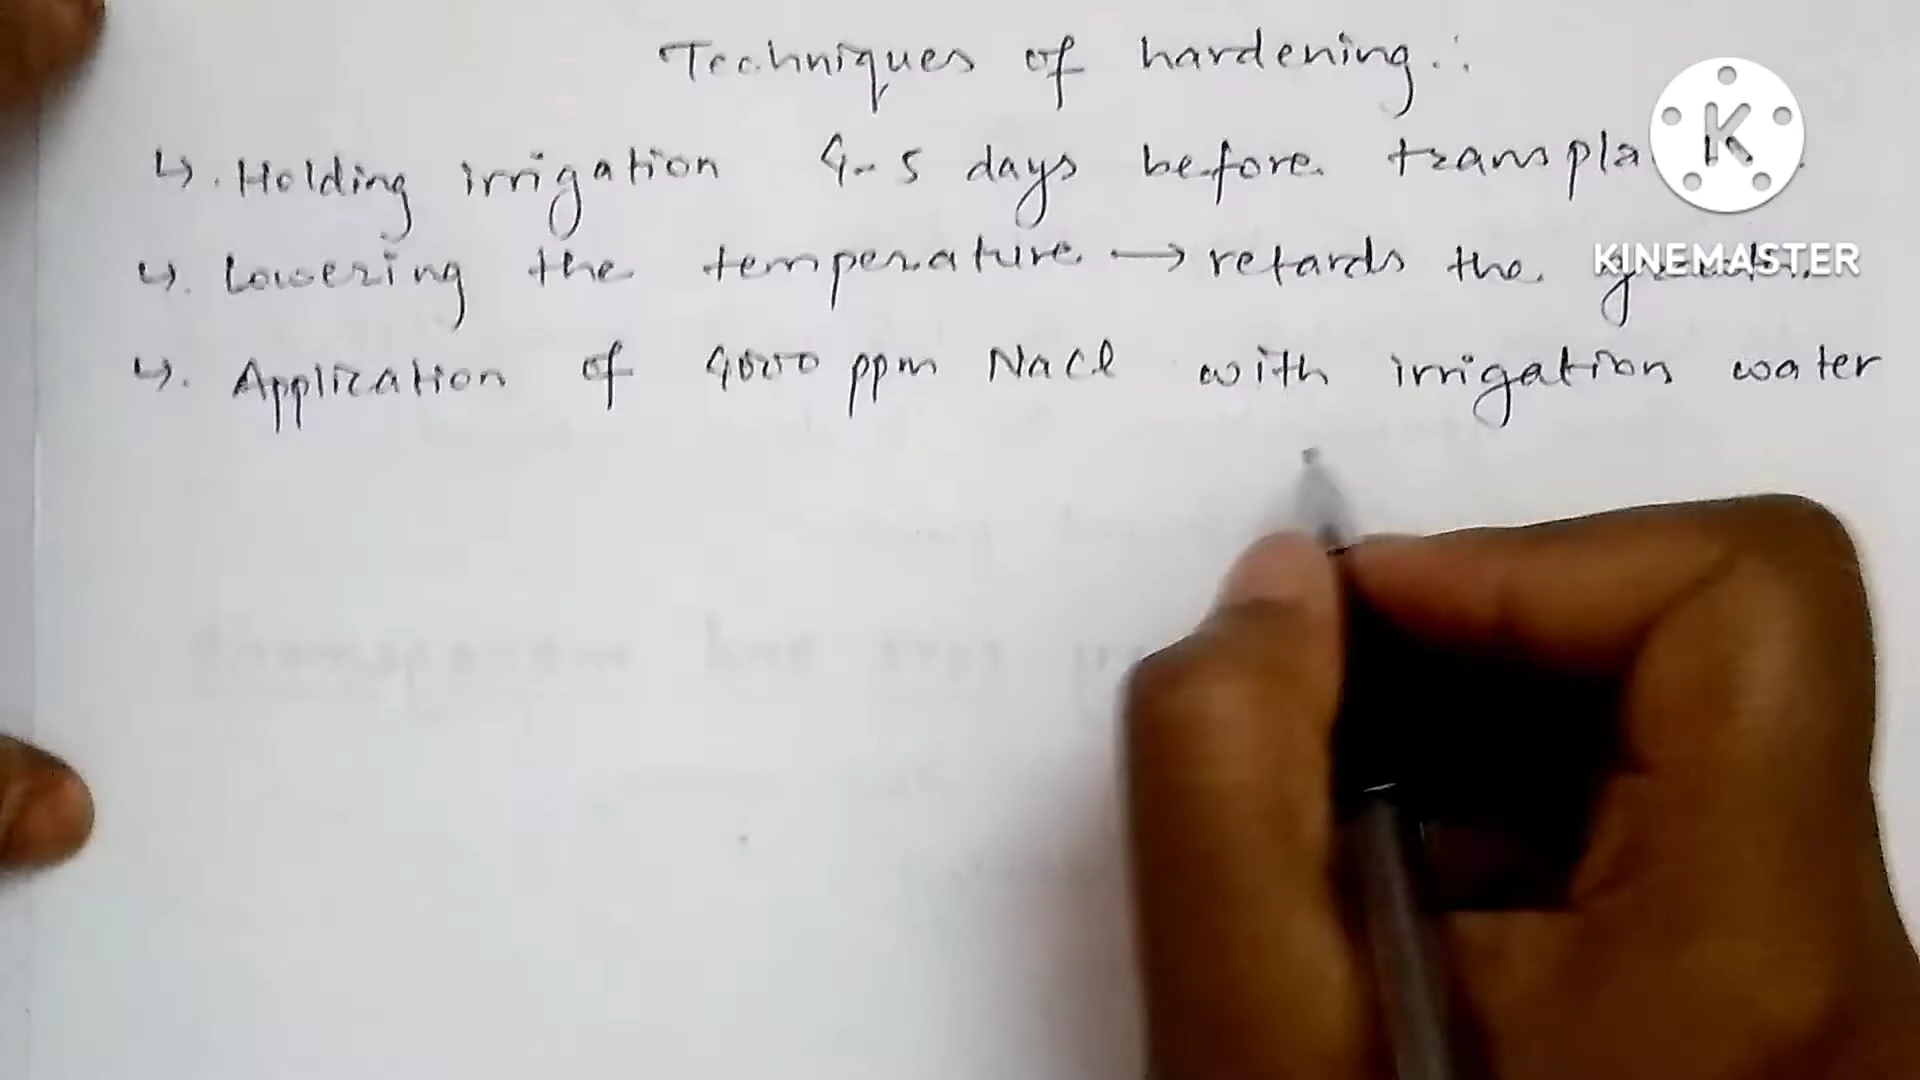 Techniques of hardening :
↳. Holding irrigation 4-5 days before
↳. Lowering the temperature → retards the
↳. Application of 4000 ppm NaCl with irrigation water
K
KINEMASTER